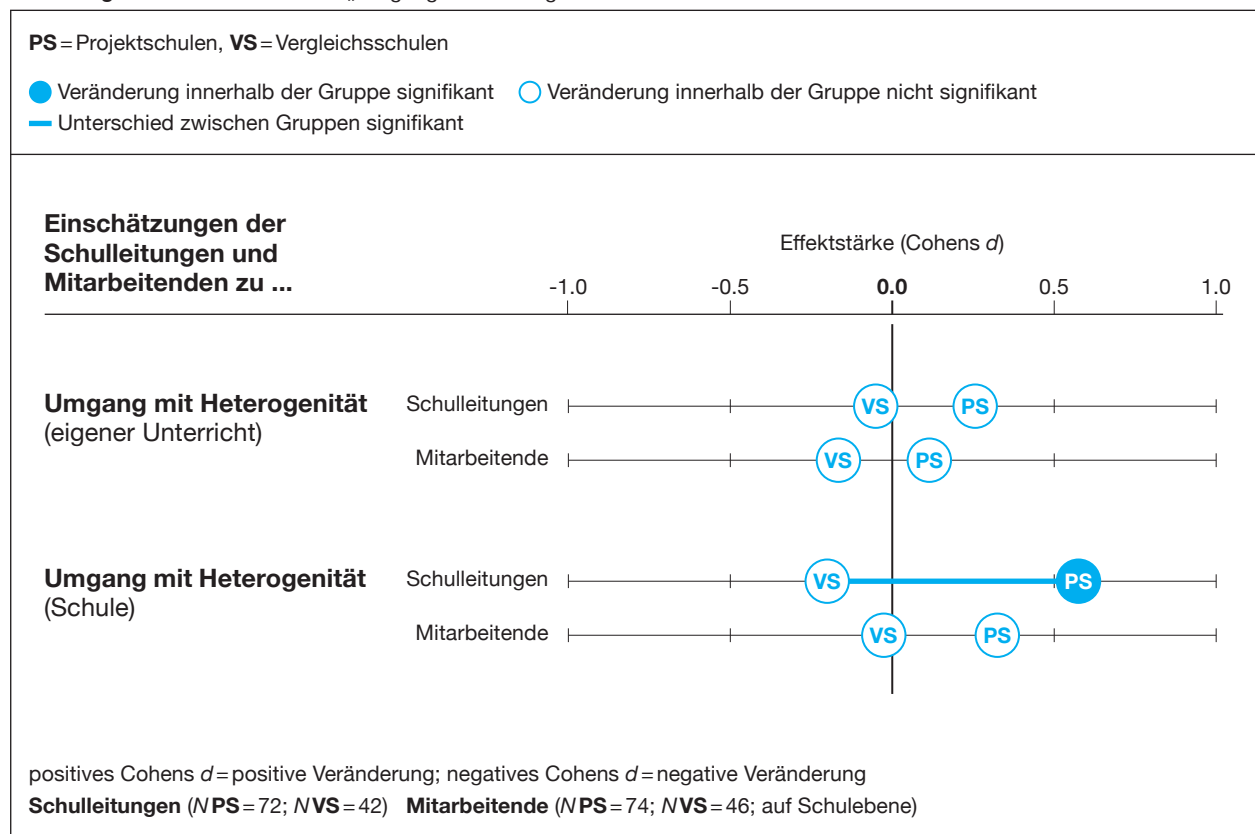 PS = Projektschulen, VS = Vergleichsschulen
Veränderung innerhalb der Gruppe signifikant Veränderung innerhalb der Gruppe nicht signifikant
Unterschied zwischen Gruppen signifikant
Einschätzungen der
Schulleitungen und
Mitarbeitenden zu ...
Effektstärke (Cohens d)
-1.0 -0.5 0.0 0.5 1.0
Umgang mit Heterogenität
(eigener Unterricht)
Schulleitungen VS PS
Mitarbeitende VS PS
Umgang mit Heterogenität
(Schule)
Schulleitungen VS PS
Mitarbeitende VS PS
positives Cohens d = positive Veränderung; negatives Cohens d = negative Veränderung
Schulleitungen (N PS = 72; N VS = 42) Mitarbeitende (N PS = 74; N VS = 46; auf Schulebene)